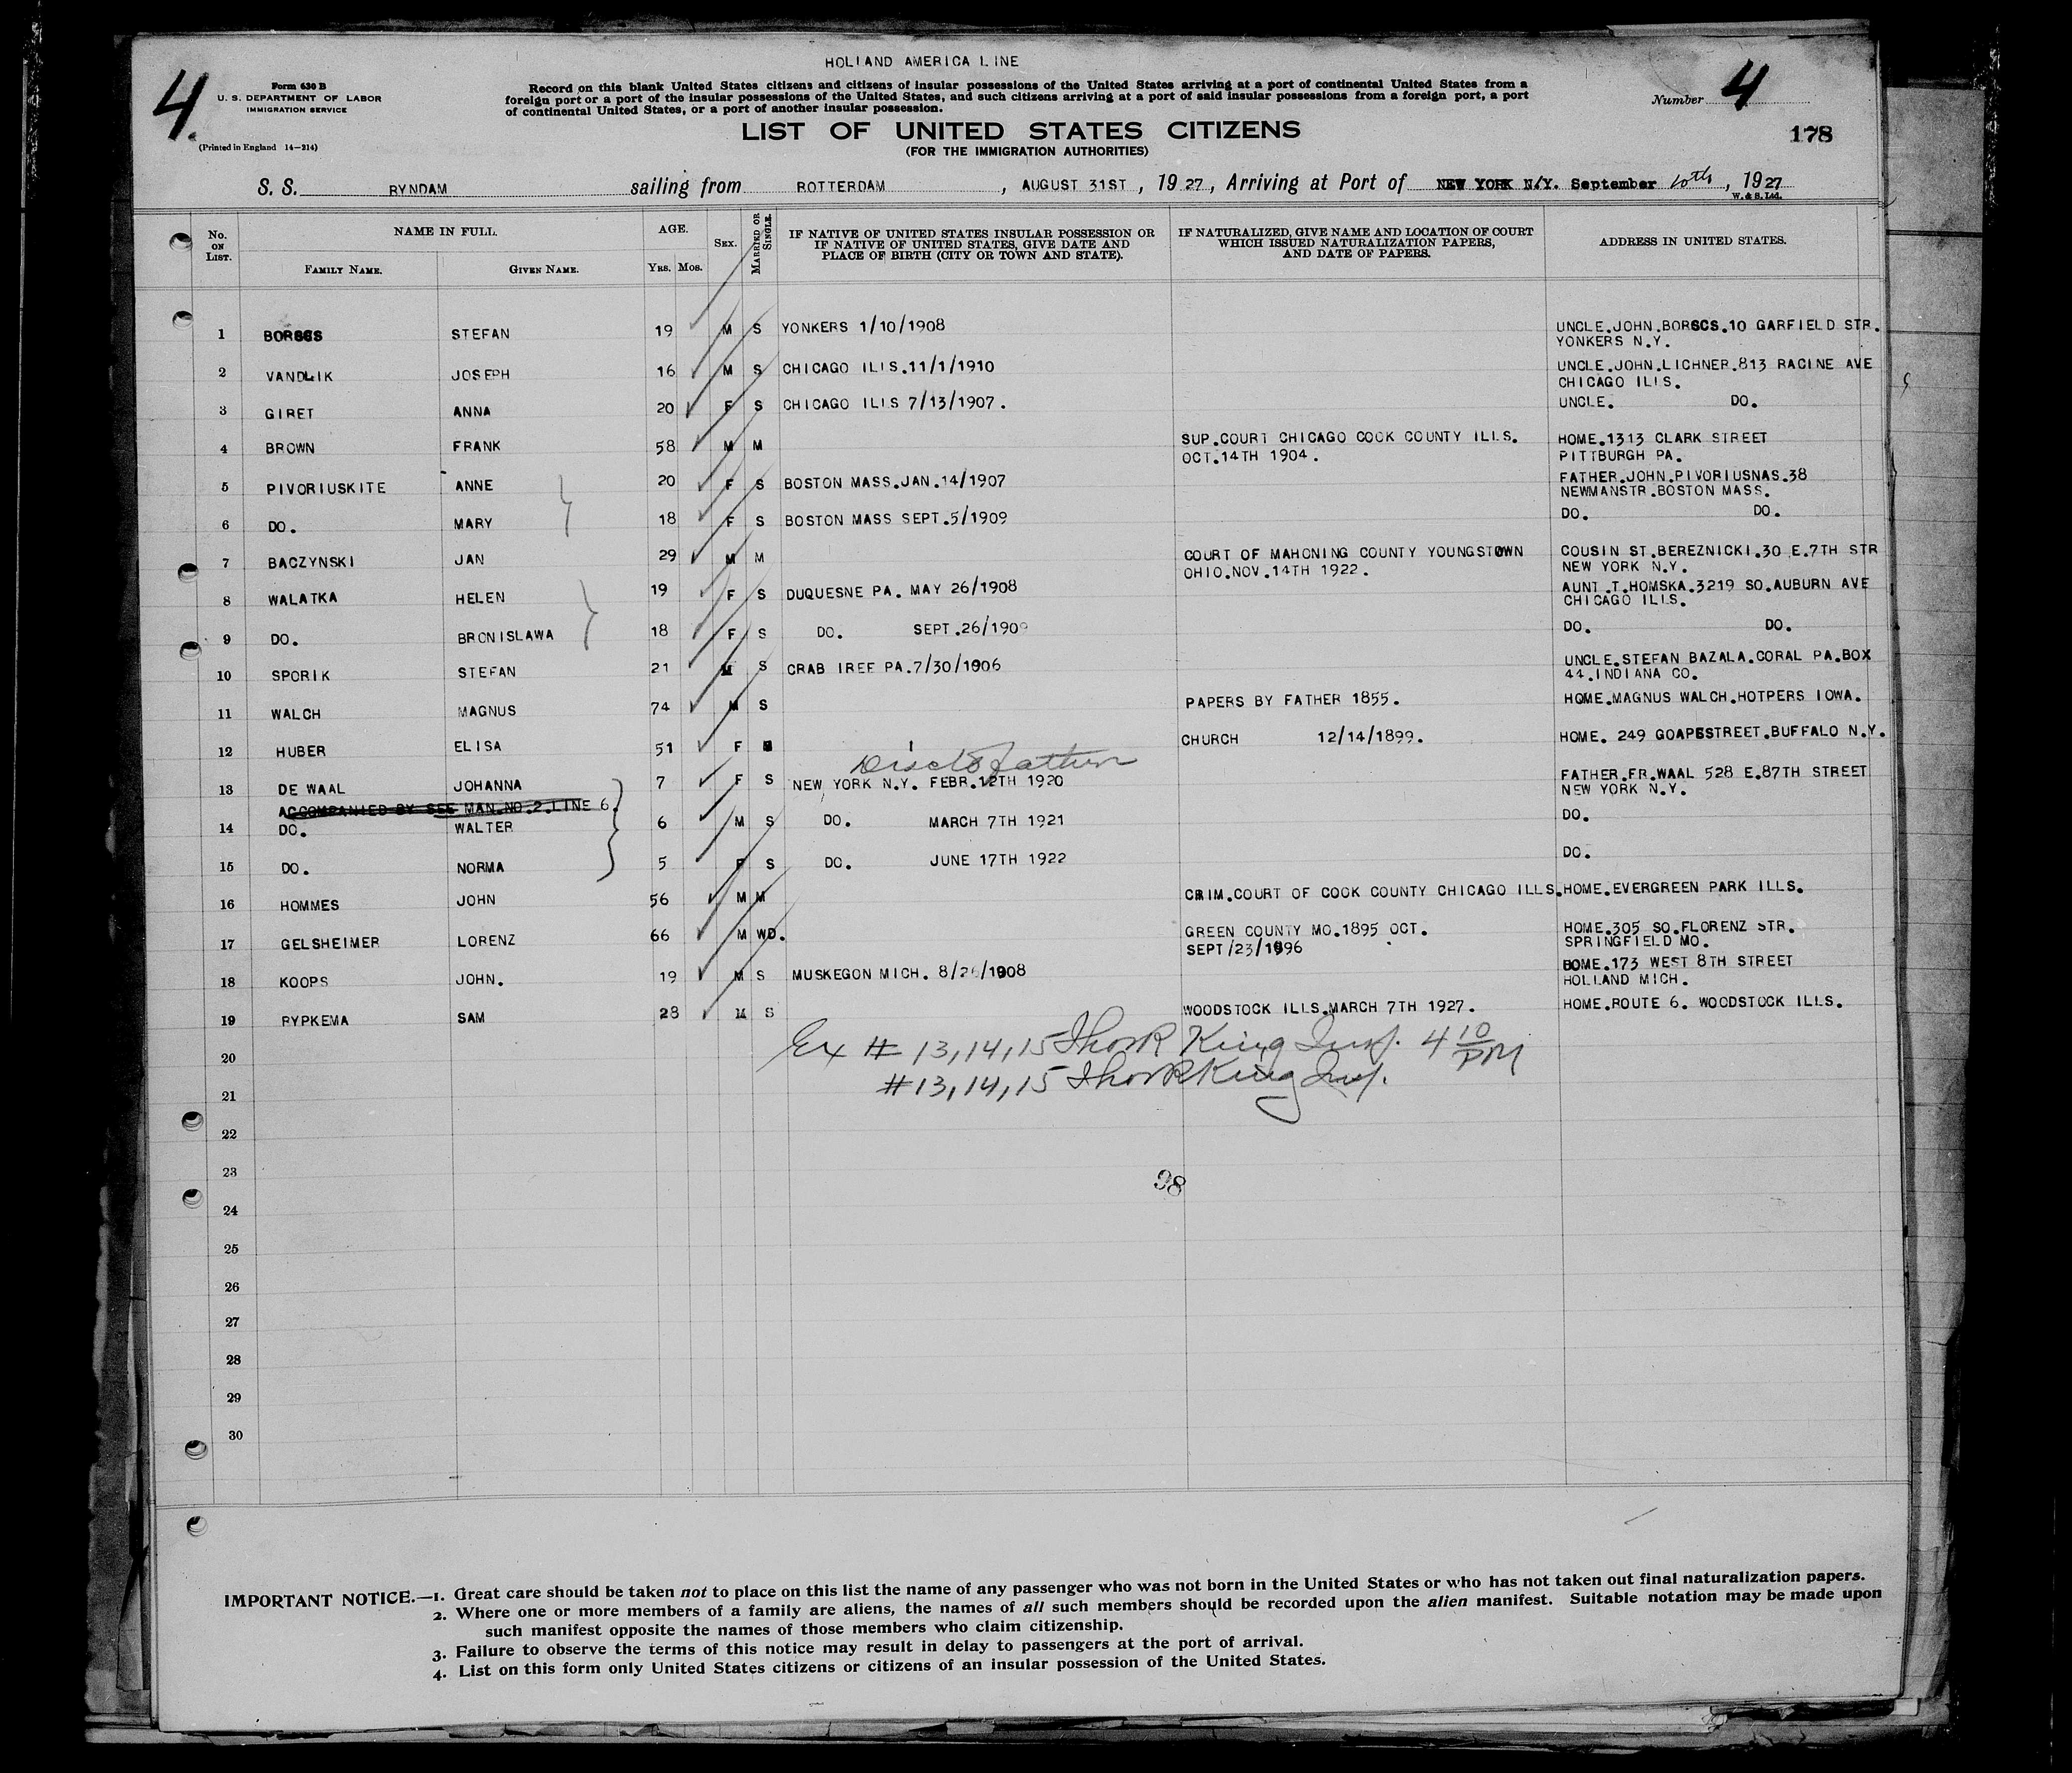 HOLLAND AMERICA LINE
4.
Form 630 B
U. S. DEPARTMENT OF LABOR
IMMIGRATION SERVICE
(Printed in England 14-214)
Record on this blank United States citizens and citizens of insular possessions of the United States arriving at a port of continental United States from a
foreign port or a port of the insular possessions of the United States, and such citizens arriving at a port of said insular possessions from a foreign port, a port
of continental United States, or a port of another insular possession.
Number 4
LIST OF UNITED STATES CITIZENS
(FOR THE IMMIGRATION AUTHORITIES)
178
S. S. RYNDAM sailing from ROTTERDAM, AUGUST 31ST, 1927, Arriving at Port of NEW YORK N.Y. September 10th, 1927
W. & S. Ltd.
No. ON LIST. NAME IN FULL. AGE. SEX. MARRIED OR SINGLE. IF NATIVE OF UNITED STATES INSULAR POSSESSION OR IF NATIVE OF UNITED STATES, GIVE DATE AND PLACE OF BIRTH (CITY OR TOWN AND STATE). IF NATURALIZED, GIVE NAME AND LOCATION OF COURT WHICH ISSUED NATURALIZATION PAPERS, AND DATE OF PAPERS. ADDRESS IN UNITED STATES.
FAMILY NAME. GIVEN NAME. YRS. MOS.
1 BORSCS STEFAN 19 M S YONKERS 1/10/1908 UNCLE.JOHN.BORSCS.10 GARFIELD STR.
YONKERS N.Y.
2 VANDLIK JOSEPH 16 M S CHICAGO ILLS.11/1/1910 UNCLE.JOHN.LICHNER.813 RACINE AVE
CHICAGO ILLS.
3 GIRET ANNA 20 F S CHICAGO ILLS 7/13/1907. UNCLE. DO.
4 BROWN FRANK 58 M M SUP.COURT CHICAGO COOK COUNTY ILLS. HOME.1313 CLARK STREET
OCT.14TH 1904. PITTBURGH PA.
5 PIVORIUSKITE ANNE 20 F S BOSTON MASS.JAN.14/1907 FATHER.JOHN.PIVORIUSNAS.38
NEWMANSTR.BOSTON MASS.
6 DO. MARY 18 F S BOSTON MASS SEPT.5/1909 DO. DO.
7 BACZYNSKI JAN 29 M M COURT OF MAHONING COUNTY YOUNGSTOWN COUSIN ST.BEREZNICKI.30 E.7TH STR
OHIO.NOV.14TH 1922. NEW YORK N.Y.
8 WALATKA HELEN 19 F S DUQUESNE PA. MAY 26/1908 AUNT.T.HOMSKA.3219 SO.AUBURN AVE
CHICAGO ILLS.
9 DO. BRONISLAWA 18 F S DO. SEPT.26/1909 DO. DO.
10 SPORIK STEFAN 21 M S CRAB TREE PA.7/30/1906 UNCLE.STEFAN BAZALA.CORAL PA.BOX
44.INDIANA CO.
11 WALCH MAGNUS 74 M S PAPERS BY FATHER 1855. HOME.MAGNUS WALCH.HOTPERS IOWA.
12 HUBER ELISA 51 F CHURCH 12/14/1899. HOME. 249 GOAPESTREET.BUFFALO N.Y.
Disc to father
13 DE WAAL JOHANNA 7 F S NEW YORK N.Y. FEBR.12TH 1920 FATHER.FR.WAAL 528 E.87TH STREET
NEW YORK N.Y.
ACCOMPANIED BY SEE MAN.NO.2.LINE 6.
14 DO. WALTER 6 M S DO. MARCH 7TH 1921 DO.
15 DO. NORMA 5 F S DO. JUNE 17TH 1922 DO.
16 HOMMES JOHN 56 M M CRIM.COURT OF COOK COUNTY CHICAGO ILLS. HOME.EVERGREEN PARK ILLS.
17 GELSHEIMER LORENZ 66 M WD. GREEN COUNTY MO.1895 OCT. HOME.305 SO.FLORENZ STR.
SEPT/23/1896 SPRINGFIELD MO.
18 KOOPS JOHN. 19 M S MUSKEGON MICH. 8/26/1908 HOME.173 WEST 8TH STREET
HOLLAND MICH.
19 RYPKEMA SAM 28 M S WOODSTOCK ILLS.MARCH 7TH 1927. HOME.ROUTE 6. WOODSTOCK ILLS.
20 Ex # 13,14,15 Thos R King Insp. 4 10 PM
21 #13,14,15 Thos R King Insp.
22
23 98
24
25
26
27
28
29
30
IMPORTANT NOTICE.—1. Great care should be taken not to place on this list the name of any passenger who was not born in the United States or who has not taken out final naturalization papers.
2. Where one or more members of a family are aliens, the names of all such members should be recorded upon the alien manifest. Suitable notation may be made upon
such manifest opposite the names of those members who claim citizenship.
3. Failure to observe the terms of this notice may result in delay to passengers at the port of arrival.
4. List on this form only United States citizens or citizens of an insular possession of the United States.